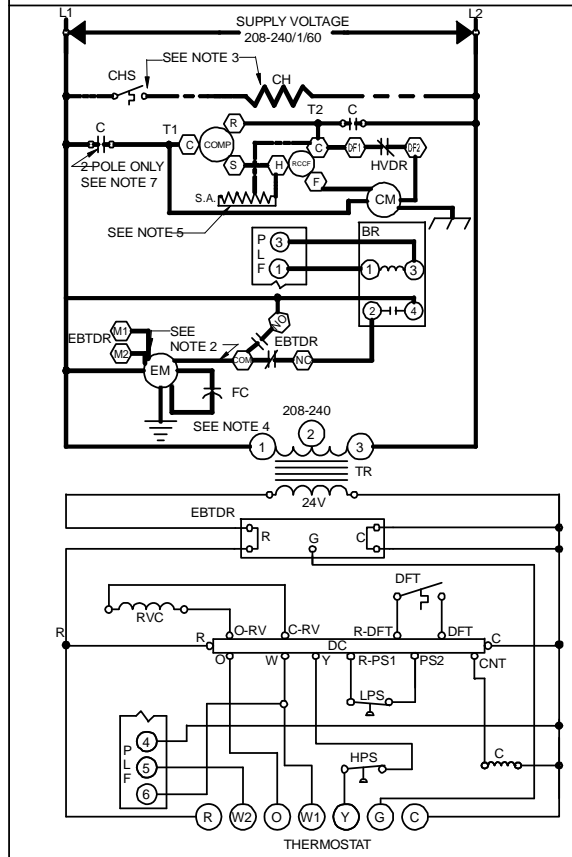 L1 L2
SUPPLY VOLTAGE
208-240/1/60
SEE NOTE 3
CHS CH
C T1 T2 C
R
C COMP C DF1 DF2
S H RCCF HVDR
2-POLE ONLY
SEE NOTE 7
F
S.A. CM
SEE NOTE 5
P L F 3 1
BR
1 3
2 4
NO
M1 SEE
EBTDR NOTE 2 EBTDR
M2 COM NC
EM
FC
SEE NOTE 4
208-240
1 2 3
TR
24V
EBTDR
R G C
DFT
RVC
O-RV C-RV R-DFT DFT
R R DC C
O W Y R-PS1 PS2 CNT
LPS
P L F 4 5 6
HPS C
R W2 O W1 Y G C
THERMOSTAT